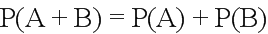 P(A + B) = P(A) + P(B)